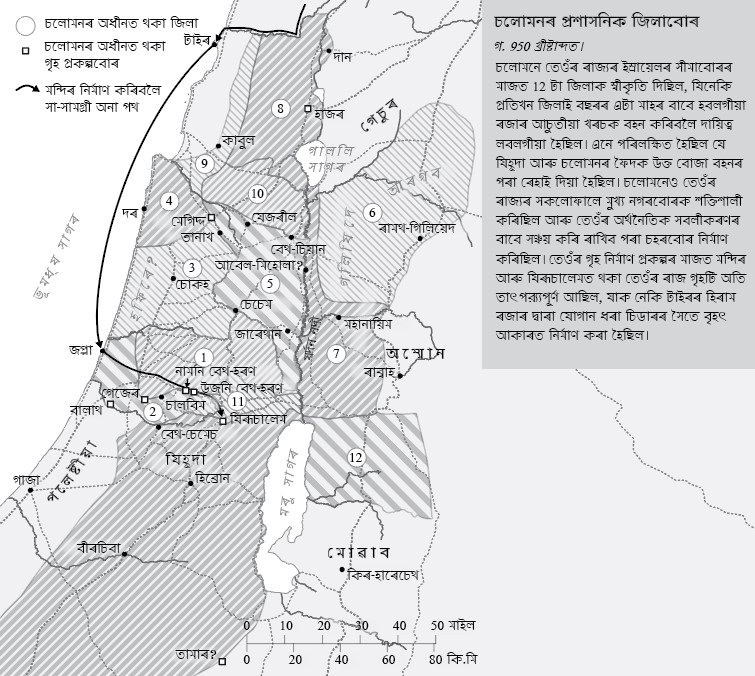 চলোমনৰ অধীনত থকা জিলা
চলোমনৰ অধীনত থকা
গৃহ প্ৰকল্পবোৰ
মন্দিৰ নিৰ্মাণ কৰিবলৈ
সা-সামগ্ৰী অনা পথ
চলোমনৰ প্ৰশাসনিক জিলাবোৰ
গ. 950 খ্ৰীষ্টাব্দত।
চলোমনে তেওঁৰ ৰাজ্যৰ ইস্ৰায়েলৰ সীমাবোৰৰ
মাজত 12 টা জিলাক স্বীকৃতি দিছিল, যিনেকি
প্ৰতিখন জিলাই বছৰৰ এটা মাহৰ বাবে হবলগীয়া
ৰজাৰ আচুতীয়া খৰচক বহন কৰিবলৈ দায়িত্ব
লবলগীয়া হৈছিল। এনে পৰিলক্ষিত হৈছিল যে
যিহূদা আৰু চলোমনৰ ফৈদক উক্ত বোজা বহনৰ
পৰা ৰেহাই দিয়া হৈছিল। চলোমনেও তেওঁৰ
ৰাজ্যৰ সকলোফালে মুখ্য নগৰবোৰক শক্তিশালী
কৰিছিল আৰু তেওঁৰ অৰ্থনৈতিক সবলীকৰণৰ
বাবে সঞ্চয় কৰি ৰাখিব পৰা চহৰবোৰ নিৰ্মাণ
কৰিছিল। তেওঁৰ গৃহ নিৰ্মাণ প্ৰকল্পৰ মাজত মন্দিৰ
আৰু যিৰূচালেমত থকা তেওঁৰ ৰাজ গৃহটি অতি
তাৎপৰ্য্যপূৰ্ণ আছিল, যাক নেকি টাইৰৰ হিৰাম
ৰজাৰ দ্বাৰা যোগান ধৰা চিডাৰৰ সৈতে বৃহৎ
আকাৰত নিৰ্মাণ কৰা হৈছিল।
টাইৰ
দান
8
হাজৰ
গেচুৰ
কাবুল
গালীল
সাগৰ
9
10
4
দৰ
মেগিদ্দ
যেজৰীল
তানাখ
বেথ-চিয়ান
6
ৰামথ-গিলিয়েদ
ভূমধ্য সাগৰ
আবেল-মিহোলা?
3
5
চোকহ
চেচেম
জাৰেথান
মহানায়িম
7
অম্মোন
ৰাব্বাহ
জপ্পা
1
নামনি বেথ-হৰণ
উজনি বেথ-হৰণ
গেজেৰ
চালবিম
11
বালাথ
2
যিৰূচালেম
বেথ-চেমেচ
যিহূদা
হিব্ৰোন
12
গাজা
মৰু সাগৰ
বীৰচিবা
মোৱাব
কিৰ-হাৰেচেথ
তামাৰ?
0 10 20 30 40 50 মাইল
0 20 40 60 80 কি.মি